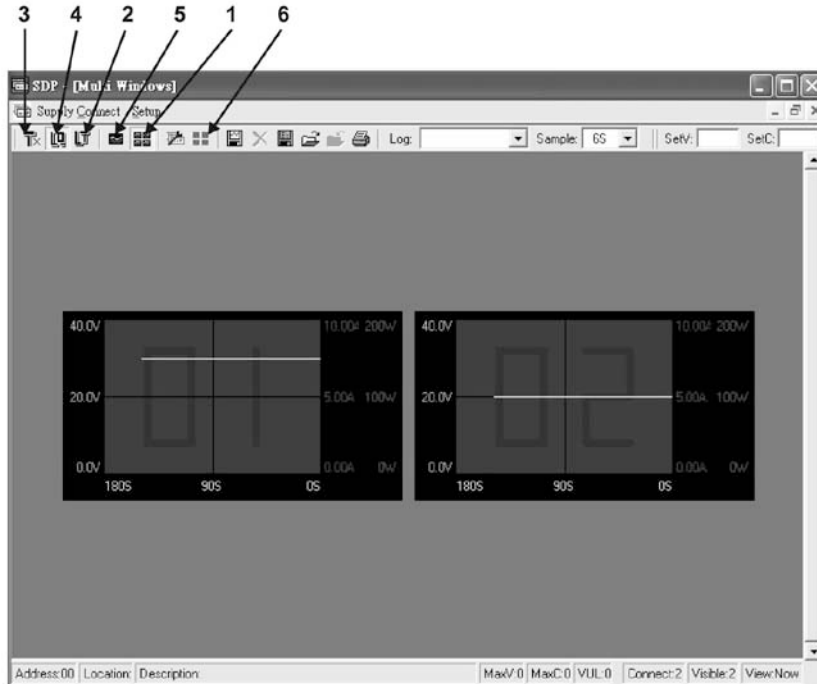 3 4 2 5 1 6
SDP - [Multi Windows]
Supply Connect Setup
Log: Sample: 6S SetV: SetC:
40.0V 10.00A 200W
20.0V 5.00A 100W
0.0V 0.00A 0W
180S 90S 0S
01
40.0V 10.00A 200W
20.0V 5.00A 100W
0.0V 0.00A 0W
180S 90S 0S
02
Address:00 Location: Description: MaxV:0 MaxC:0 VUL:0 Connect:2 Visible:2 View:Now